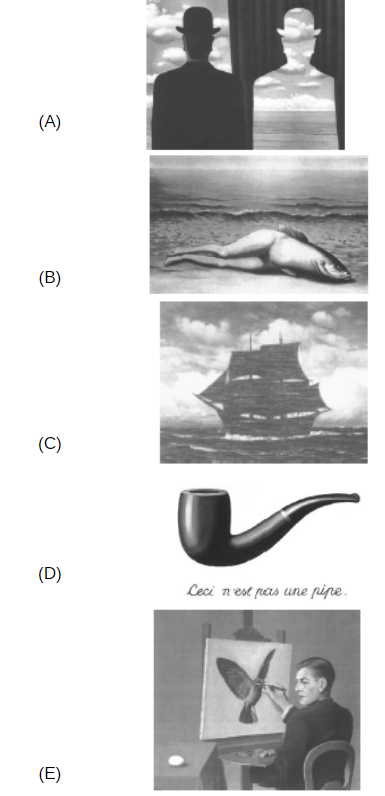 (A)
(B)
(C)
(D)
Ceci n'est pas une pipe.
(E)